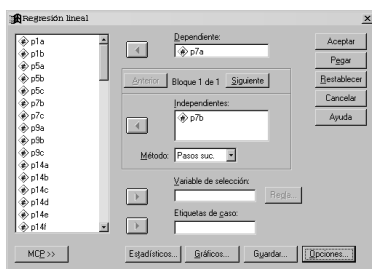 Regresión lineal
p1a
p1b
p5a
p5b
p5c
p7b
p7c
p9a
p9b
p9c
p14a
p14b
p14c
p14d
p14e
p14f
Dependiente:
p7a
Anterior Bloque 1 de 1 Siguiente
Independientes:
p7b
Método: Pasos suc.
Variable de selección:
Regla...
Etiquetas de caso:
Aceptar
Pegar
Restablecer
Cancelar
Ayuda
MCP >> Estadísticos... Gráficos... Guardar... Opciones...